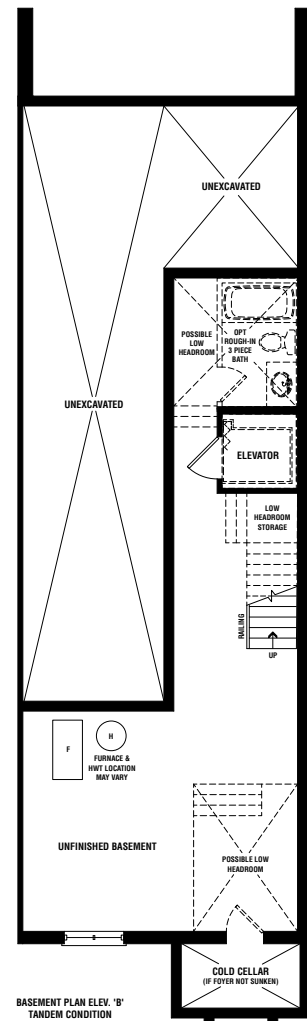 UNEXCAVATED
POSSIBLE
LOW
HEADROOM
OPT
ROUGH-IN
3 PIECE
BATH
UNEXCAVATED
ELEVATOR
LOW
HEADROOM
STORAGE
RAILING
UP
F
H
FURNACE &
HWT LOCATION
MAY VARY
UNFINISHED BASEMENT
POSSIBLE LOW
HEADROOM
COLD CELLAR
(IF FOYER NOT SUNKEN)
BASEMENT PLAN ELEV. 'B'
TANDEM CONDITION